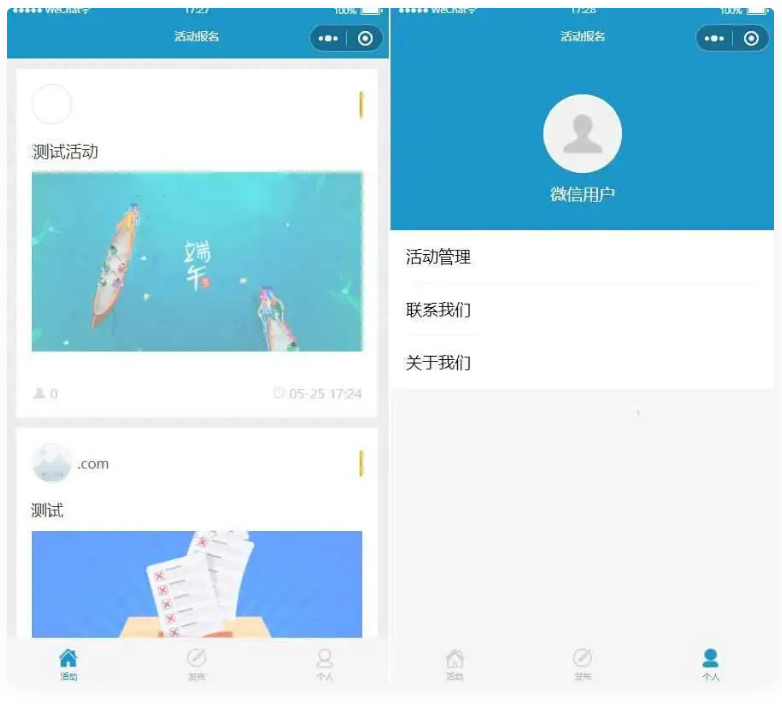 WeChat
17:27
100%
活动报名
测试活动
端
午
0
05-25 17:24
.com
测试
活动
发布
个人
WeChat
17:28
100%
活动报名
微信用户
活动管理
联系我们
关于我们
活动
发布
个人